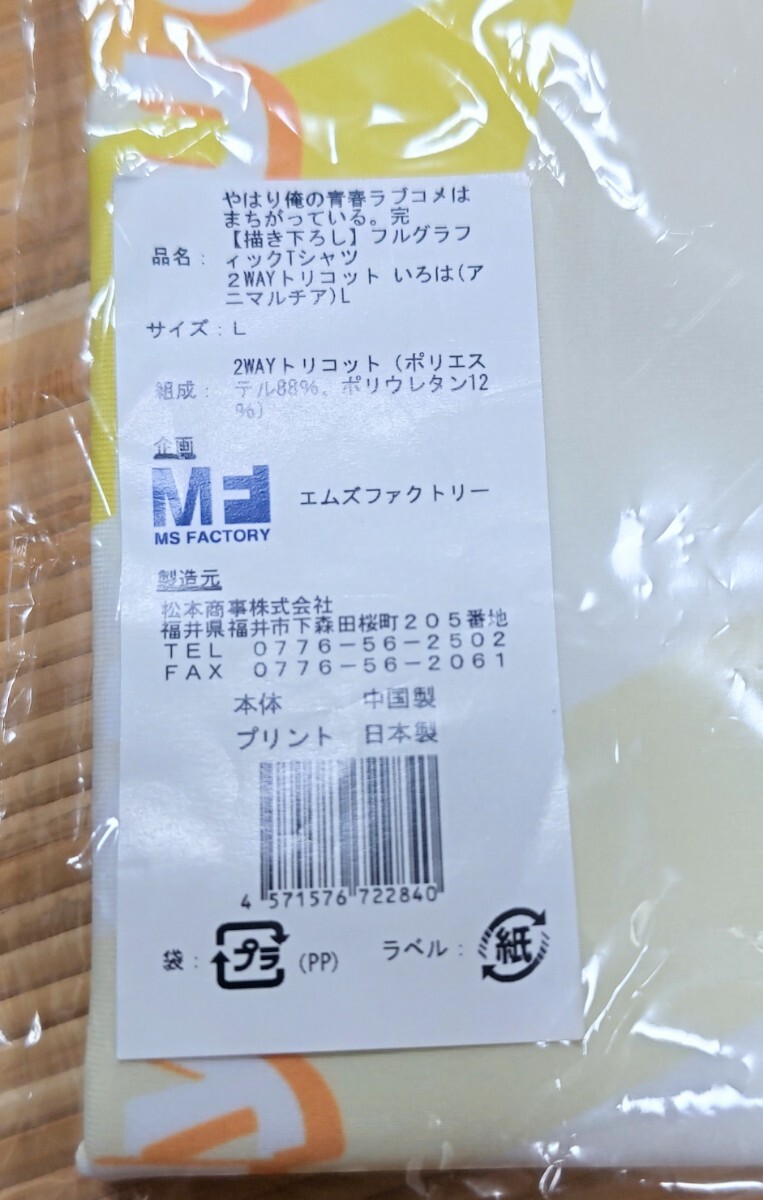 やはり俺の青春ラブコメは
まちがっている。完
【描き下ろし】フルグラフ
品名： ィックTシャツ
２WAYトリコット いろは(ア
ニマルチア)L
サイズ： L
2WAYトリコット（ポリエス
組成： テル88%、ポリウレタン12
%）
企画
MF
MS FACTORY
エムズファクトリー
製造元
松本商事株式会社
福井県福井市下森田桜町２０５番地
ＴＥＬ　０７７６－５６－２５０２
ＦＡＸ　０７７６－５６－２０６１
本体　　中国製
プリント　日本製
4 571576 722840
袋： プラ (PP) ラベル： 紙